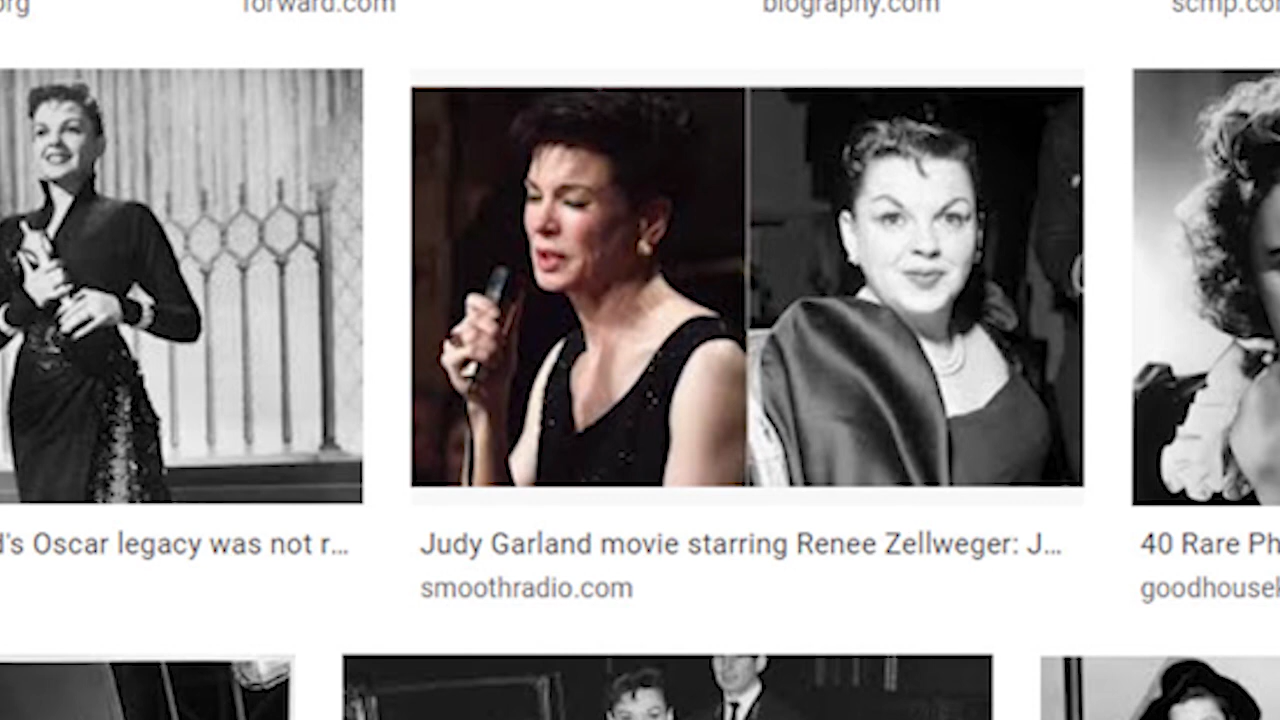 forward.com
biography.com
d's Oscar legacy was not r...
Judy Garland movie starring Renee Zellweger: J...
40 Rare Ph
smoothradio.com
goodhousek